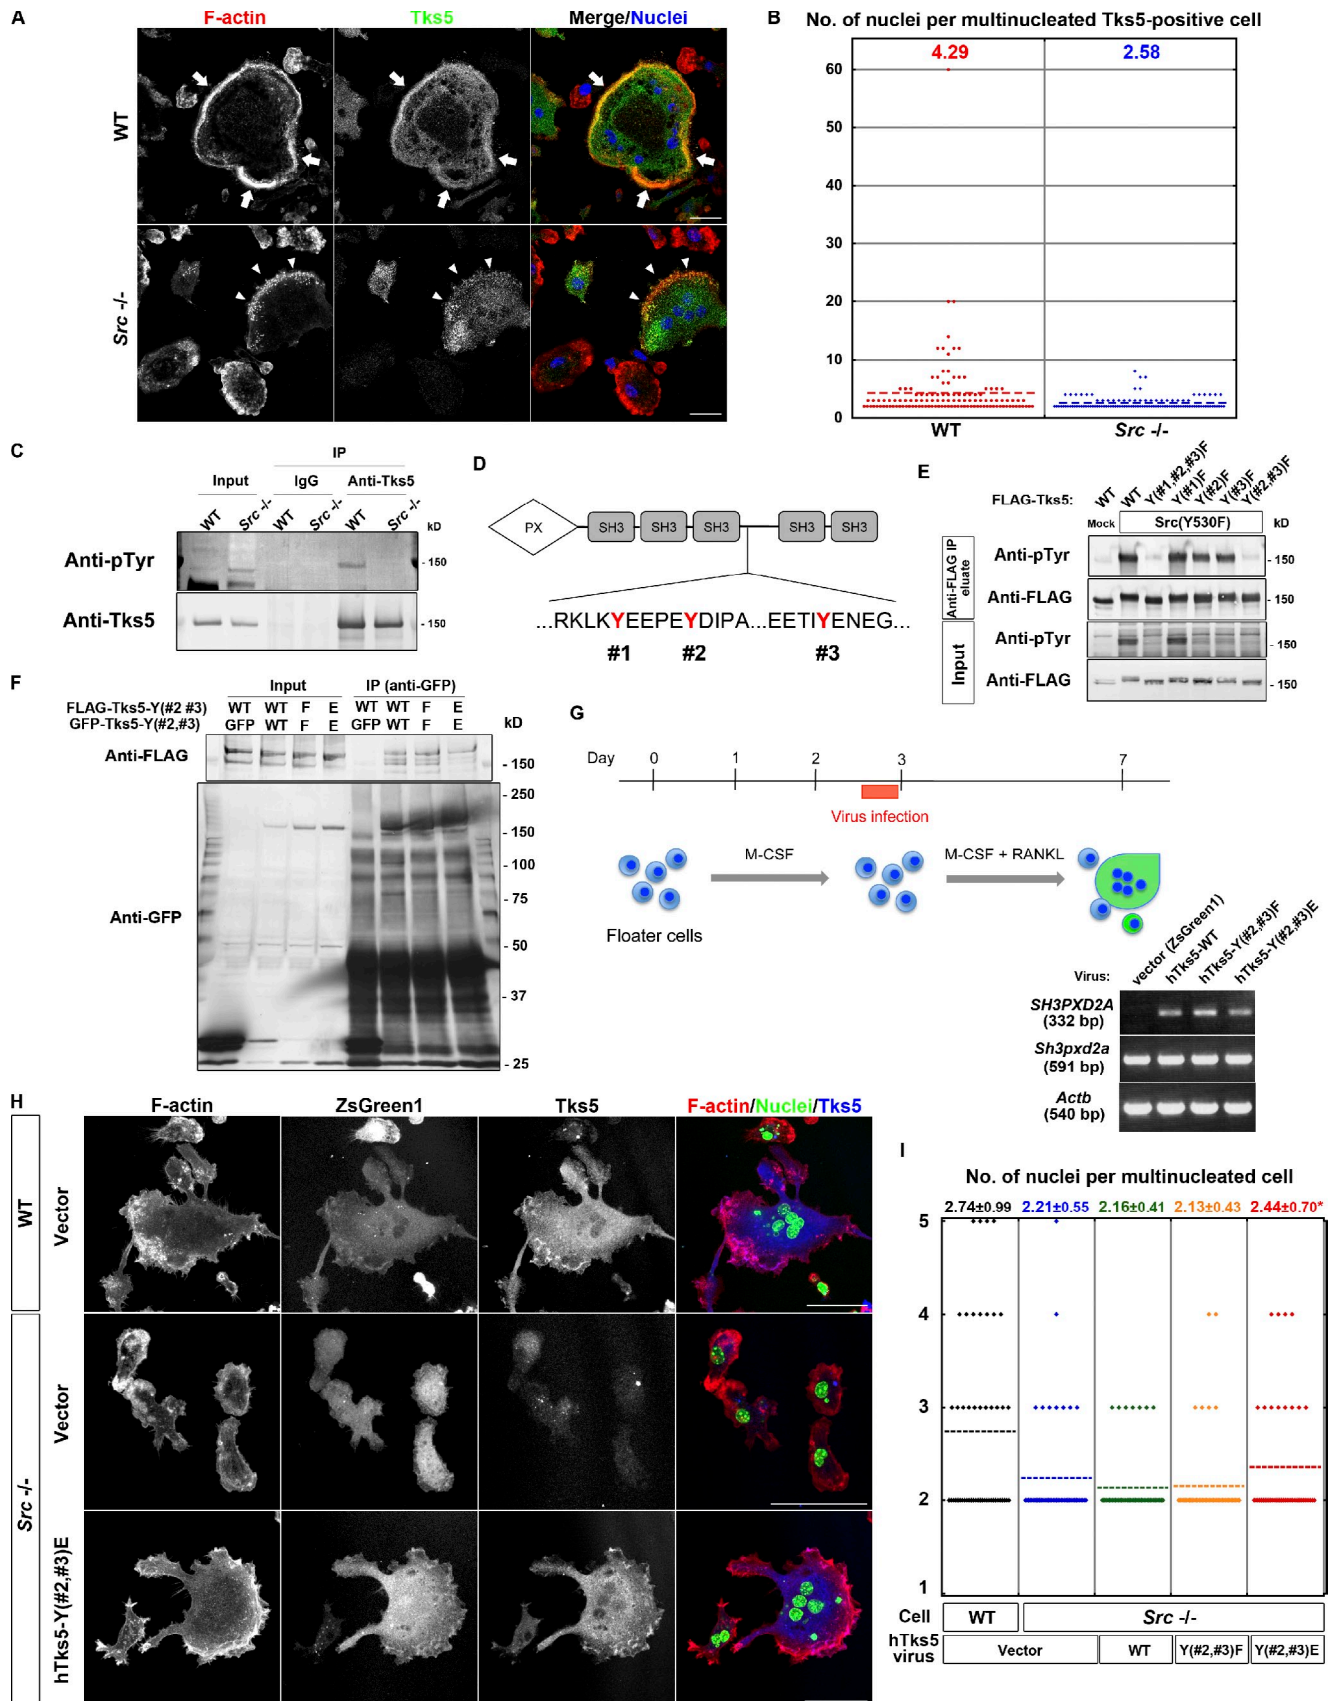 A
F-actin
Tks5
Merge/Nuclei
WT
Src -/-
B
No. of nuclei per multinucleated Tks5-positive cell
4.29
2.58
60
50
40
30
20
10
0
WT
Src -/-
C
IP
Input
IgG
Anti-Tks5
WT
Src -/-
WT
Src -/-
WT
Src -/-
kD
Anti-pTyr
- 150
Anti-Tks5
- 150
D
PX
SH3
SH3
SH3
SH3
SH3
...RKLKYEEPEYDIPA...EETIYENEG...
#1
#2
#3
E
FLAG-Tks5:
WT
WT
Y(#1,#2,#3)F
Y(#1)F
Y(#2)F
Y(#3)F
Y(#2,#3)F
Mock
Src(Y530F)
kD
Anti-FLAG IP
eluate
Anti-pTyr
- 150
Anti-FLAG
- 150
Input
Anti-pTyr
- 150
Anti-FLAG
- 150
F
Input
IP (anti-GFP)
FLAG-Tks5-Y(#2 #3)
WT WT F E
WT WT F E
GFP-Tks5-Y(#2,#3)
GFP WT F E
GFP WT F E
kD
Anti-FLAG
- 150
Anti-GFP
- 250
- 150
- 100
- 75
- 50
- 37
- 25
G
Day
0
1
2
3
7
Virus infection
M-CSF
M-CSF + RANKL
Floater cells
Virus:
vector (ZsGreen1)
hTks5-WT
hTks5-Y(#2,#3)F
hTks5-Y(#2,#3)E
SH3PXD2A
(332 bp)
Sh3pxd2a
(591 bp)
Actb
(540 bp)
H
F-actin
ZsGreen1
Tks5
F-actin/Nuclei/Tks5
WT
Vector
Src -/-
Vector
hTks5-Y(#2,#3)E
I
No. of nuclei per multinucleated cell
2.74±0.99
2.21±0.55
2.16±0.41
2.13±0.43
2.44±0.70*
5
4
3
2
1
Cell
WT
Src -/-
hTks5
virus
Vector
WT
Y(#2,#3)F
Y(#2,#3)E